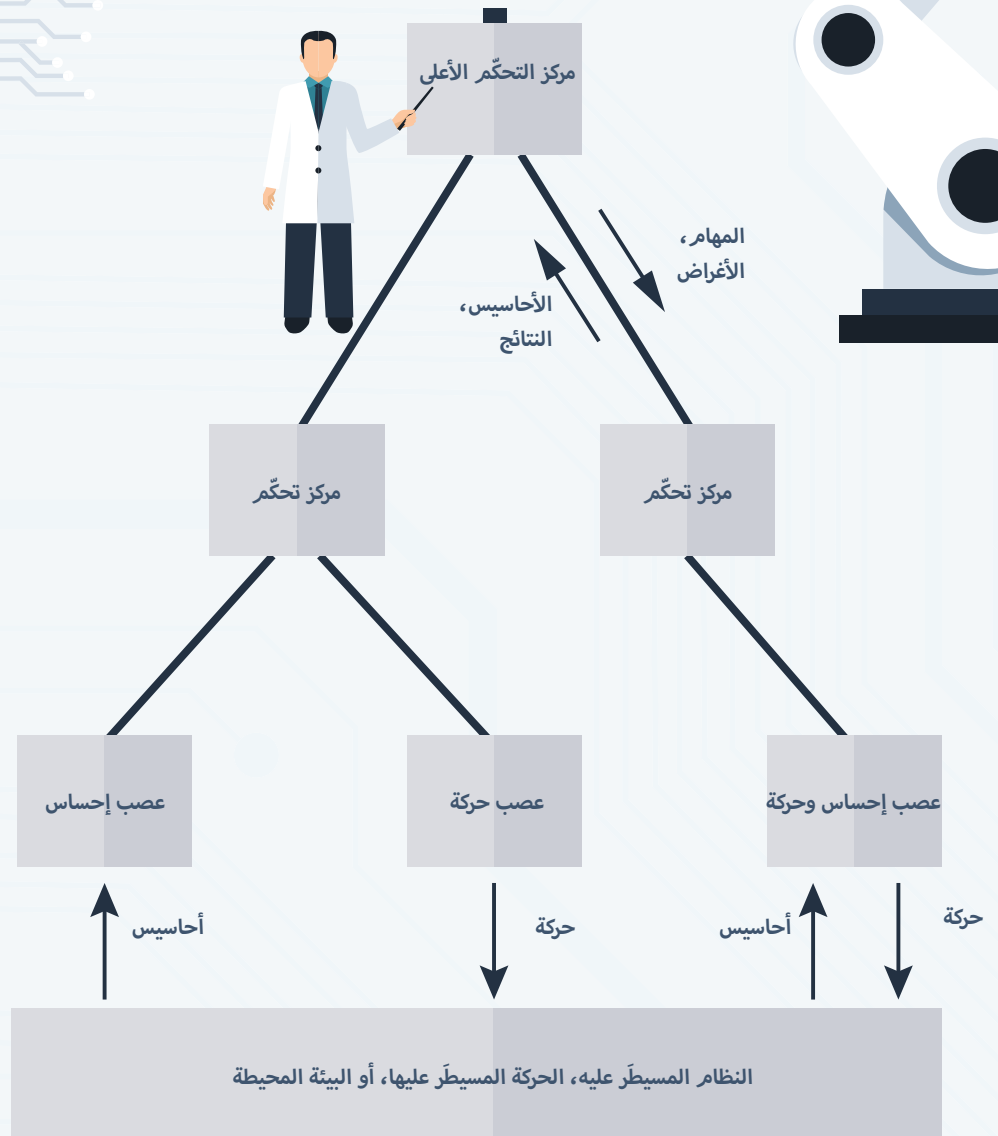 مركز التحكّم الأعلى
المهام،
الأغراض
الأحاسيس،
النتائج
مركز تحكّم
مركز تحكّم
عصب إحساس وحركة
عصب حركة
عصب إحساس
حركة
أحاسيس
حركة
أحاسيس
النظام المسيطَر عليه، الحركة المسيطَر عليها، أو البيئة المحيطة